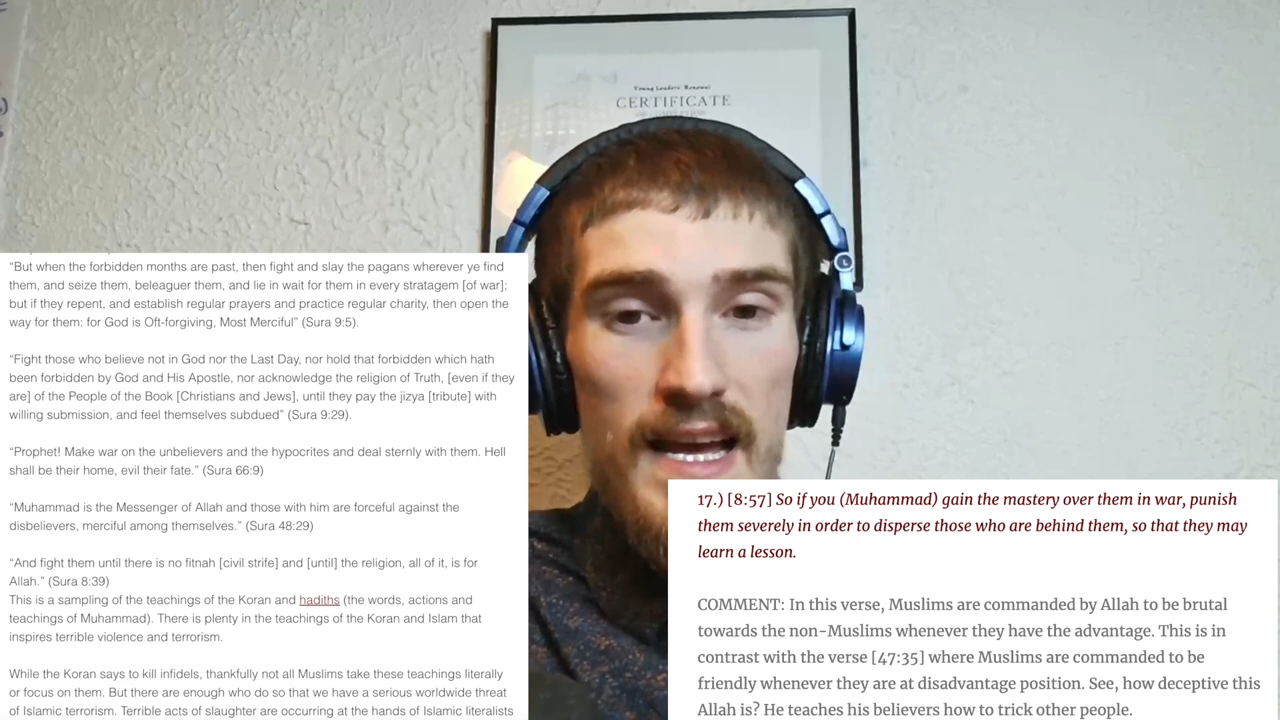 Young Leaders' Renewal
CERTIFICATE
“But when the forbidden months are past, then fight and slay the pagans wherever ye find
them, and seize them, beleaguer them, and lie in wait for them in every stratagem [of war];
but if they repent, and establish regular prayers and practice regular charity, then open the
way for them: for God is Oft-forgiving, Most Merciful” (Sura 9:5).
“Fight those who believe not in God nor the Last Day, nor hold that forbidden which hath
been forbidden by God and His Apostle, nor acknowledge the religion of Truth, [even if they
are] of the People of the Book [Christians and Jews], until they pay the jizya [tribute] with
willing submission, and feel themselves subdued” (Sura 9:29).
“Prophet! Make war on the unbelievers and the hypocrites and deal sternly with them. Hell
shall be their home, evil their fate.” (Sura 66:9)
“Muhammad is the Messenger of Allah and those with him are forceful against the
disbelievers, merciful among themselves.” (Sura 48:29)
“And fight them until there is no fitnah [civil strife] and [until] the religion, all of it, is for
Allah.” (Sura 8:39)
This is a sampling of the teachings of the Koran and hadiths (the words, actions and
teachings of Muhammad). There is plenty in the teachings of the Koran and Islam that
inspires terrible violence and terrorism.
While the Koran says to kill infidels, thankfully not all Muslims take these teachings literally
or focus on them. But there are enough who do so that we have a serious worldwide threat
of Islamic terrorism. Terrible acts of slaughter are occurring at the hands of Islamic literalists
L
17.) [8:57] So if you (Muhammad) gain the mastery over them in war, punish
them severely in order to disperse those who are behind them, so that they may
learn a lesson.
COMMENT: In this verse, Muslims are commanded by Allah to be brutal
towards the non-Muslims whenever they have the advantage. This is in
contrast with the verse [47:35] where Muslims are commanded to be
friendly whenever they are at disadvantage position. See, how deceptive this
Allah is? He teaches his believers how to trick other people.